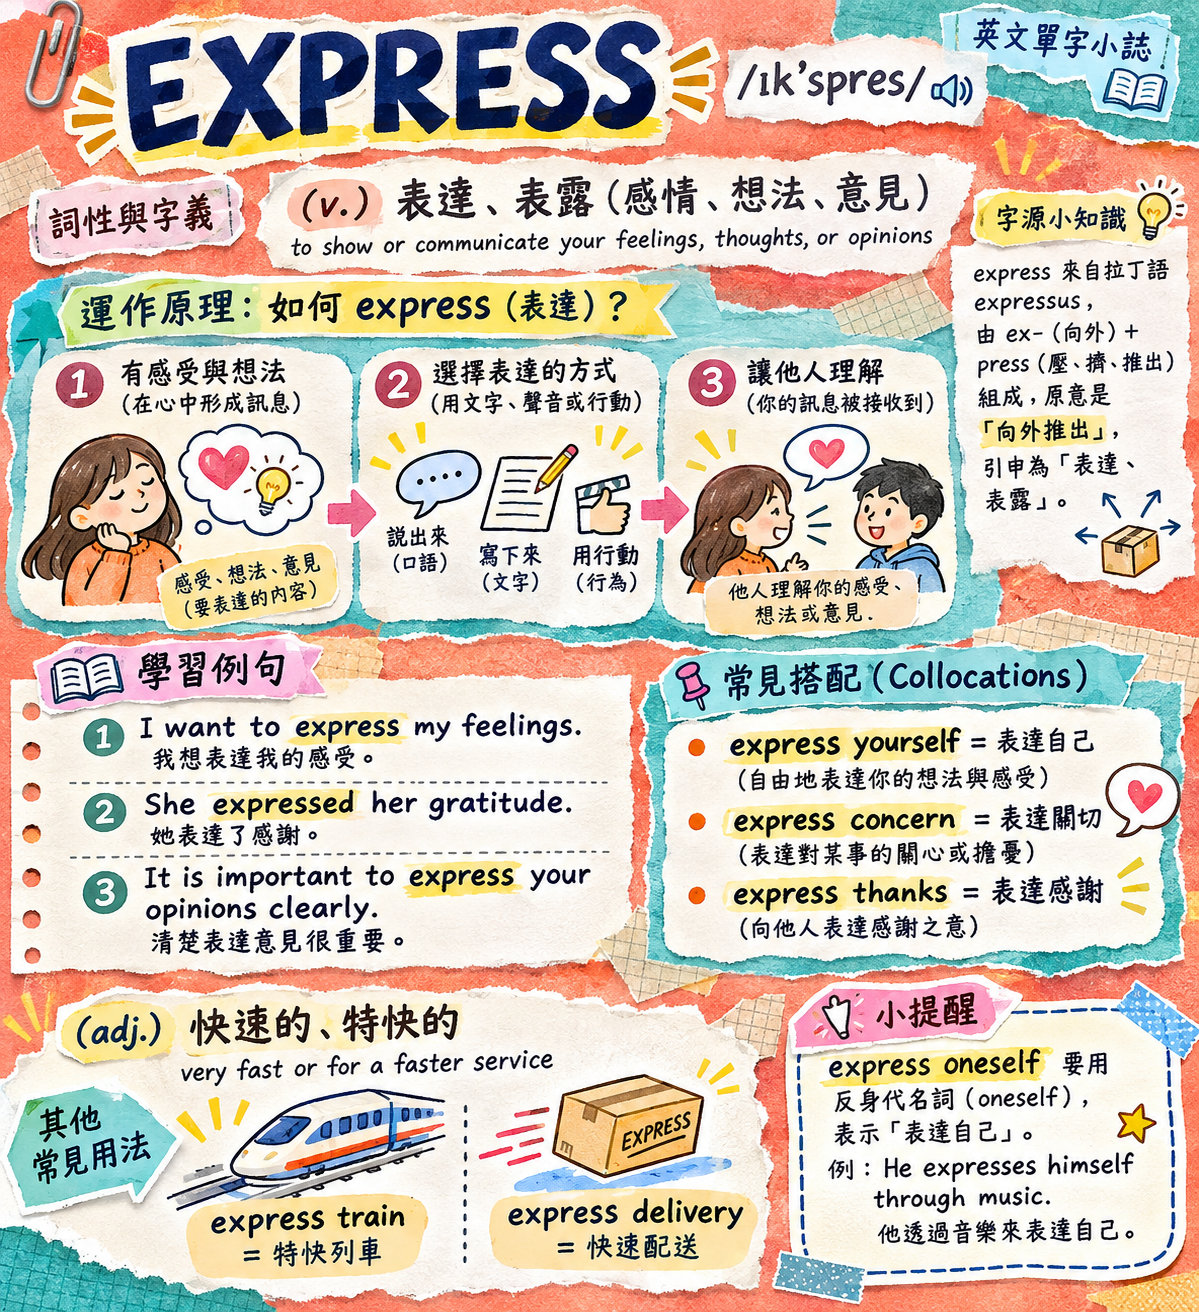 EXPRESS
/ɪk'spres/
英文單字小誌
詞性與字義
(v.) 表達、表露(感情、想法、意見)
to show or communicate your feelings, thoughts, or opinions
字源小知識
express 來自拉丁語
expressus,
由 ex- (向外) +
press (壓、擠、推出)
組成,原意是
「向外推出」,
引申為「表達、
表露」。
運作原理: 如何 express (表達) ?
1 有感受與想法
(在心中形成訊息)
感受、想法、意見
(要表達的內容)
2 選擇表達的方式
(用文字、聲音或行動)
說出來
(口語)
寫下來
(文字)
用行動
(行為)
3 讓他人理解
(你的訊息被接收到)
他人理解你的感受、
想法或意見.
學習例句
1 I want to express my feelings.
我想表達我的感受。
2 She expressed her gratitude.
她表達了感謝。
3 It is important to express your
opinions clearly.
清楚表達意見很重要。
常見搭配 (Collocations)
express yourself = 表達自己
(自由地表達你的想法與感受)
express concern = 表達關切
(表達對某事的關心或擔憂)
express thanks = 表達感謝
(向他人表達感謝之意)
(adj.) 快速的、特快的
very fast or for a faster service
其他
常見用法
express train
= 特快列車
EXPRESS
express delivery
= 快速配送
小提醒
express oneself 要用
反身代名詞 (oneself),
表示「表達自己」。
例: He expresses himself
through music.
他透過音樂來表達自己。